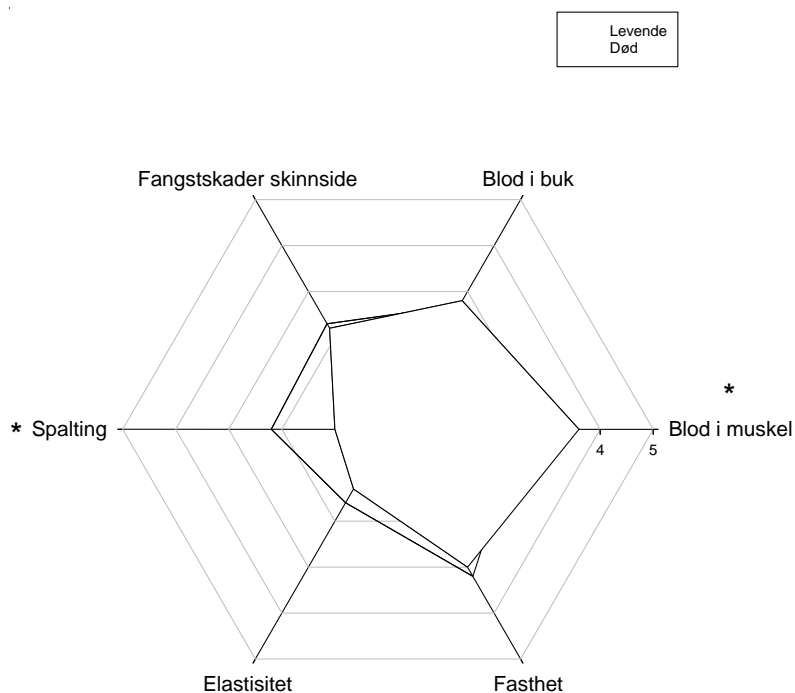 Levende
Død
Fangstskader skinnside
Blod i buk
*
* Spalting
Blod i muskel
4
5
Elastisitet
Fasthet